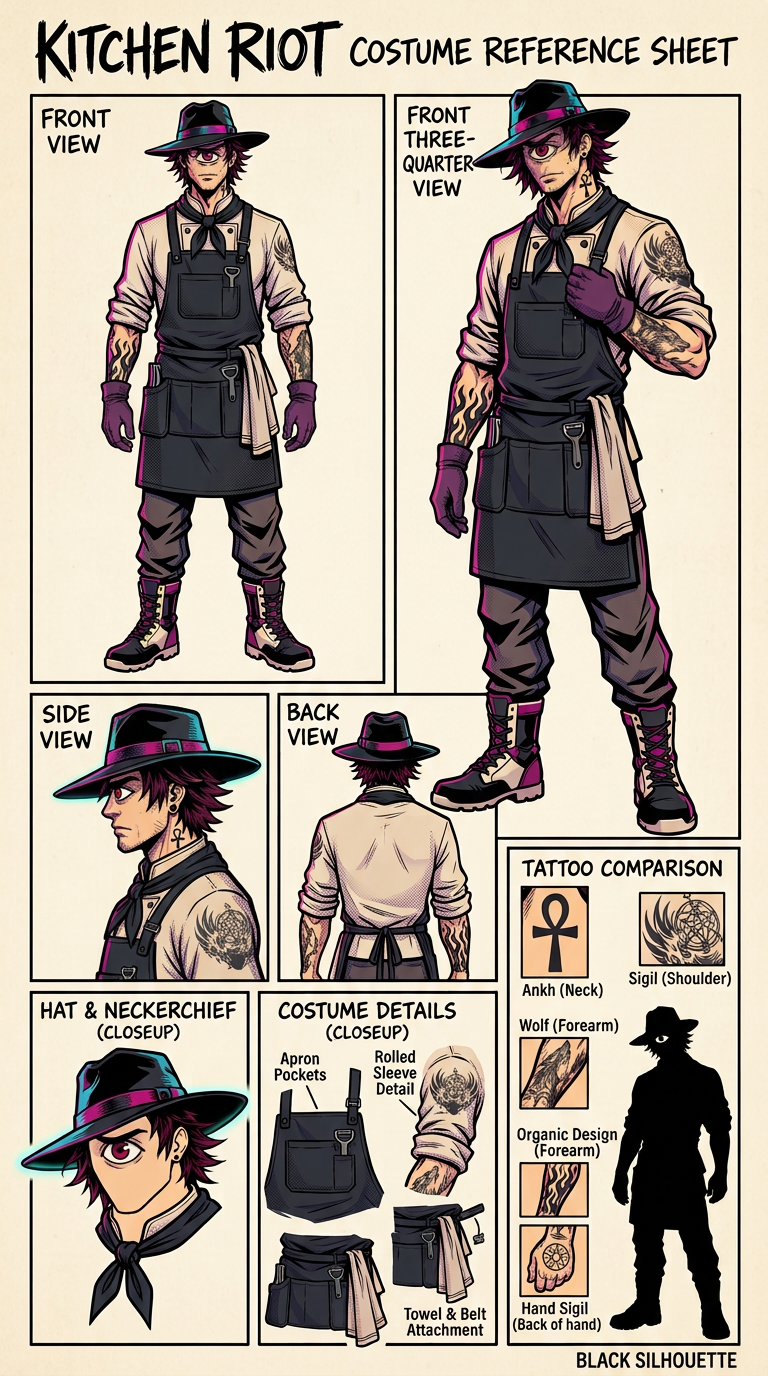 KITCHEN RIOT COSTUME REFERENCE SHEET
FRONT
VIEW
FRONT
THREE-
QUARTER
VIEW
SIDE
VIEW
BACK
VIEW
TATTOO COMPARISON
Ankh (Neck)
Sigil (Shoulder)
Wolf (Forearm)
Organic Design
(Forearm)
Hand Sigil
(Back of hand)
BLACK SILHOUETTE
HAT & NECKERCHIEF
(CLOSEUP)
COSTUME DETAILS
(CLOSEUP)
Apron
Pockets
Rolled
Sleeve
Detail
Towel & Belt
Attachment